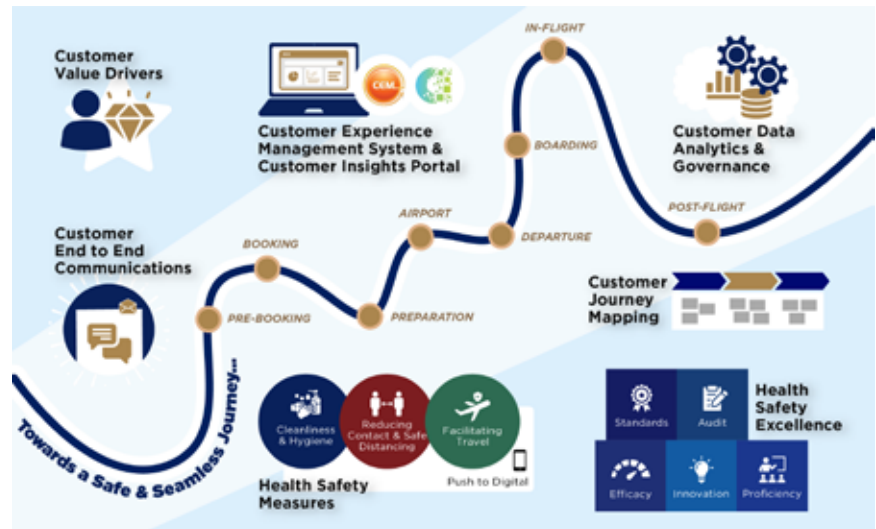 Customer
Value Drivers
CEM
Customer Experience
Management System &
Customer Insights Portal
IN-FLIGHT
Customer Data
Analytics &
Governance
BOARDING
AIRPORT
DEPARTURE
POST-FLIGHT
Customer
End to End
Communications
BOOKING
PRE-BOOKING
PREPARATION
Customer
Journey
Mapping
Towards a Safe & Seamless Journey...
Cleanliness
& Hygiene
Reducing
Contact & Safe
Distancing
Facilitating
Travel
Push to Digital
Health Safety
Measures
Standards
Audit
Efficacy
Innovation
Proficiency
Health
Safety
Excellence